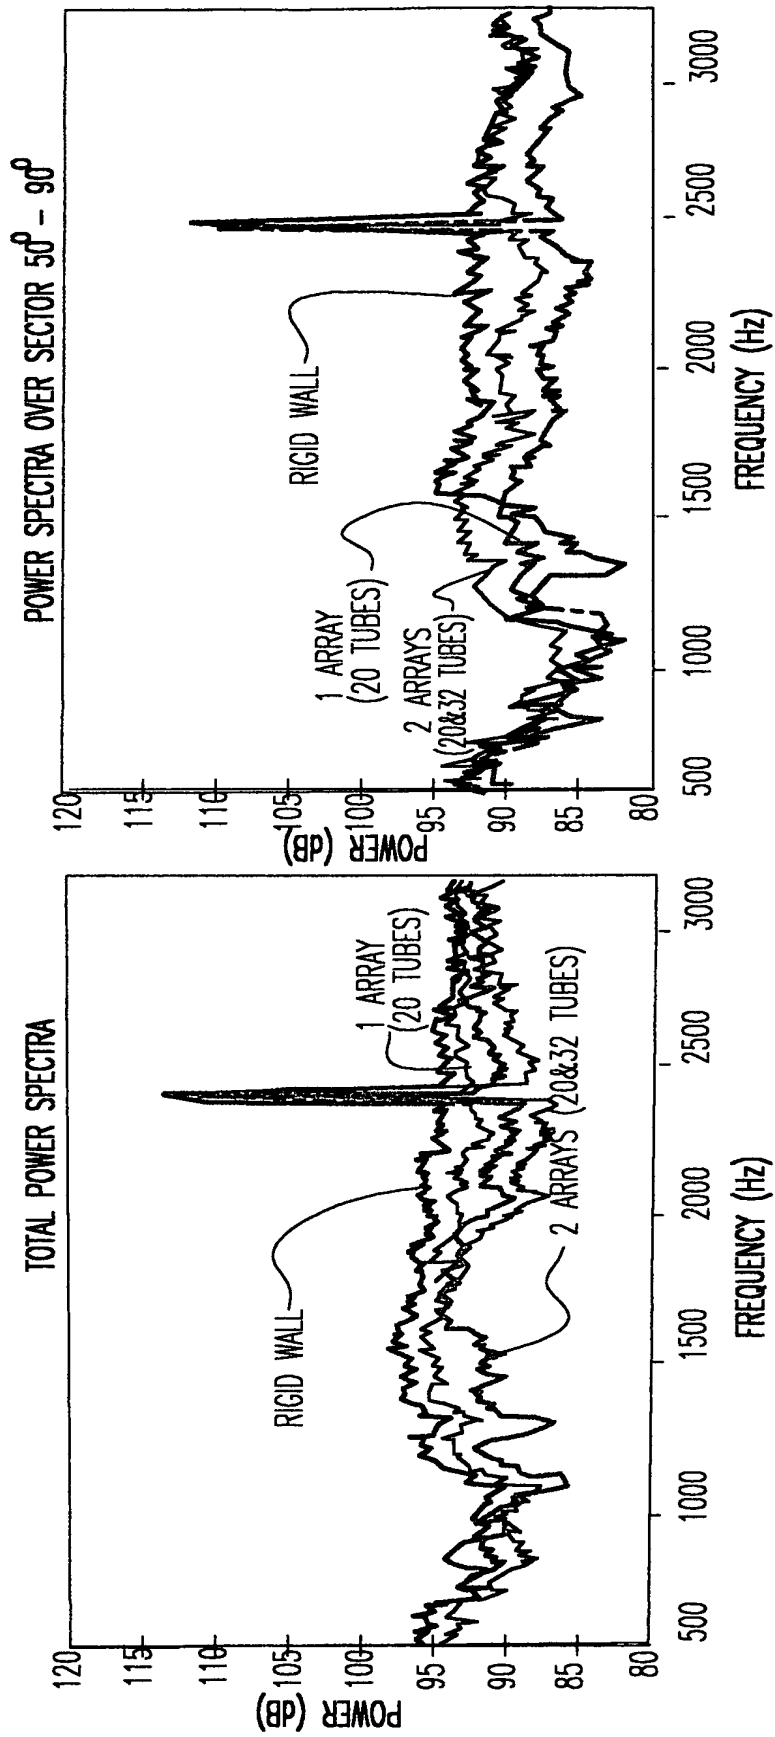 TOTAL POWER SPECTRA
120
115
110
105
100
95
90
85
80
POWER (dB)
RIGID WALL
1 ARRAY
(20 TUBES)
2 ARRAYS (20&32 TUBES)
500
1000
1500
2000
2500
3000
FREQUENCY (Hz)
POWER SPECTRA OVER SECTOR 50⁰ - 90⁰
120
115
110
105
100
95
90
85
80
POWER (dB)
RIGID WALL
1 ARRAY
(20 TUBES)
2 ARRAYS
(20&32 TUBES)
500
1000
1500
2000
2500
3000
FREQUENCY (Hz)